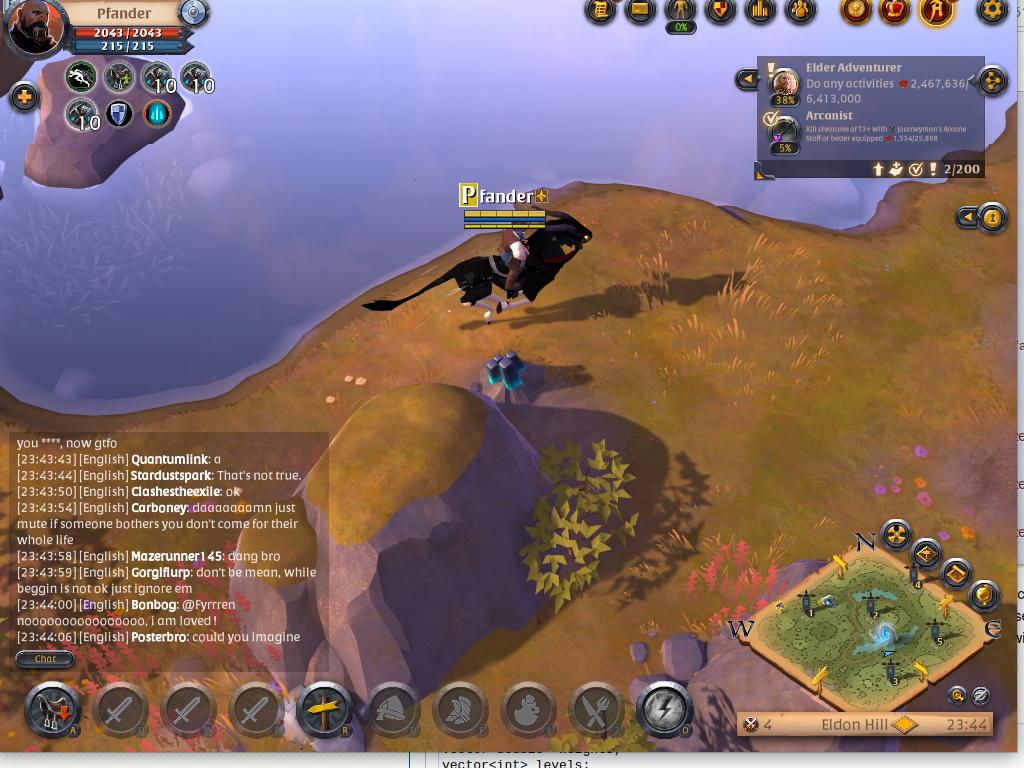 Pfander
2043 / 2043
215 / 215
10
10
10
0%
Elder Adventurer
Do any activities 2,467,636/
6,413,000
38%
Arcanist
Kill creatures of T3+ with Journeyman's Arcane
Staff or better equipped 1,534/25,898
5%
2/200
Pfander
you ****, now gtfo
[23:43:43] [English] Quantumlink: a
[23:43:44] [English] Stardustspark: That's not true.
[23:43:50] [English] Clashestheexile: ok
[23:43:54] [English] Carboney: daaaaaaamn just
mute if someone bothers you don't come for their
whole life
[23:43:58] [English] Mazerunner145: dang bro
[23:43:59] [English] Gorgiflurp: don't be mean, while
beggin is not ok just ignore em
[23:44:00] [English] Bonbog: @Fyrrren
[23:44:06] [English] Posterbro: could you imagine
Chat
N
W
E
1
2
3
4
5
A
R
O
4
Eldon Hill
23:44
vector<int> levels;